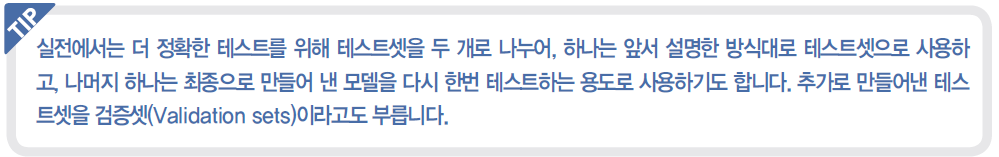 TIP
실전에서는 더 정확한 테스트를 위해 테스트셋을 두 개로 나누어, 하나는 앞서 설명한 방식대로 테스트셋으로 사용하
고, 나머지 하나는 최종으로 만들어 낸 모델을 다시 한번 테스트하는 용도로 사용하기도 합니다. 추가로 만들어낸 테스
트셋을 검증셋(Validation sets)이라고도 부릅니다.